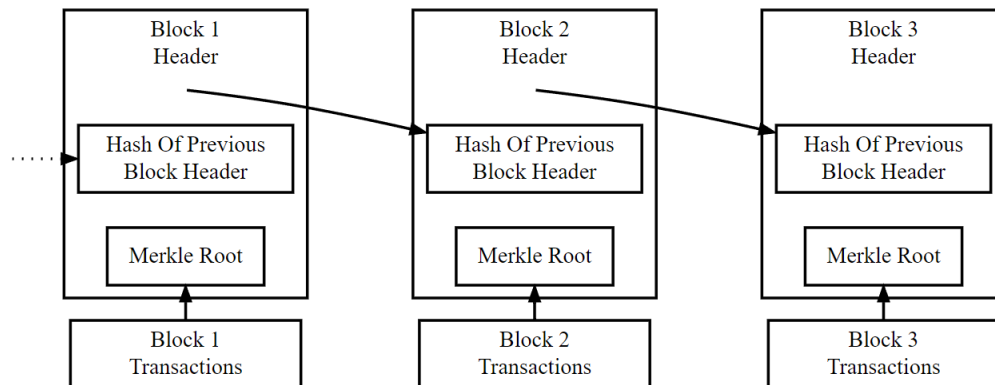 Block 1
Header
Block 2
Header
Block 3
Header
Hash Of Previous
Block Header
Hash Of Previous
Block Header
Hash Of Previous
Block Header
Merkle Root
Merkle Root
Merkle Root
Block 1
Transactions
Block 2
Transactions
Block 3
Transactions